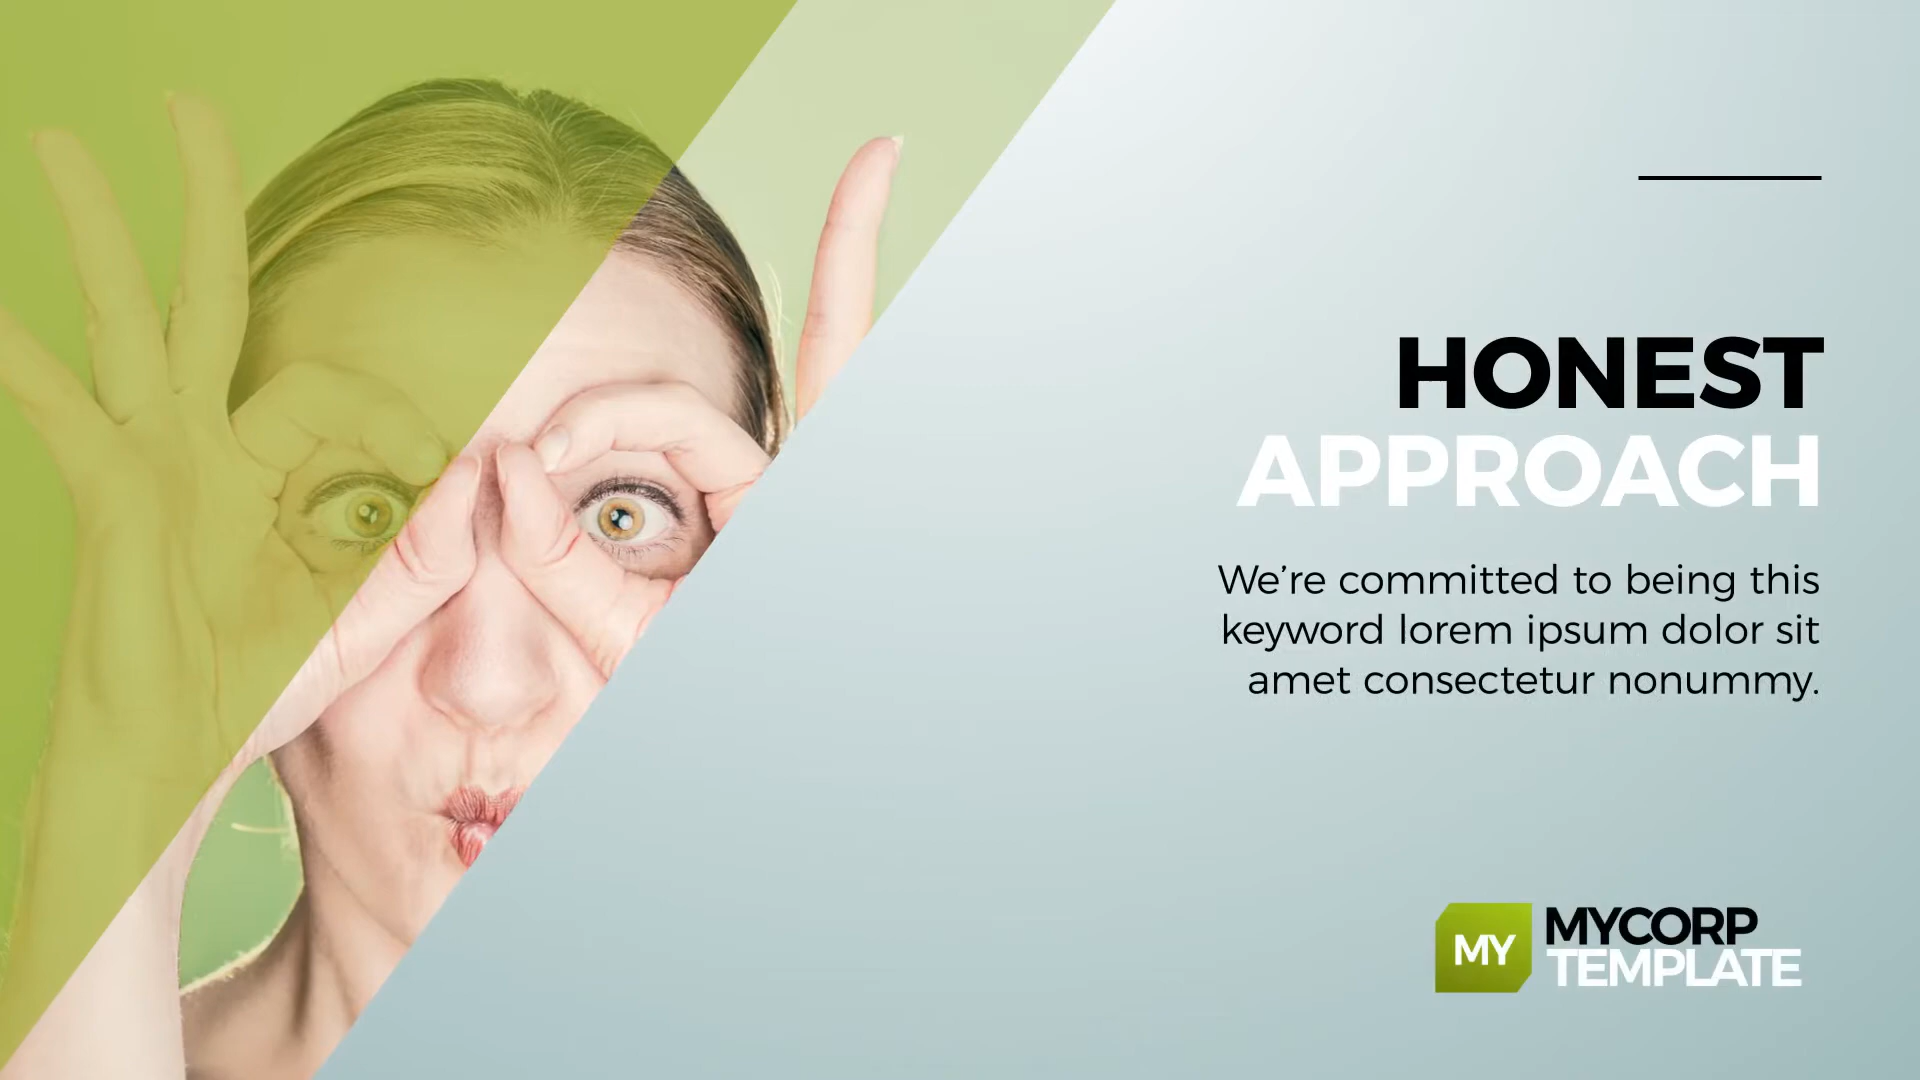 HONEST
APPROACH
We’re committed to being this
keyword lorem ipsum dolor sit
amet consectetur nonummy.
MY
MYCORP
TEMPLATE